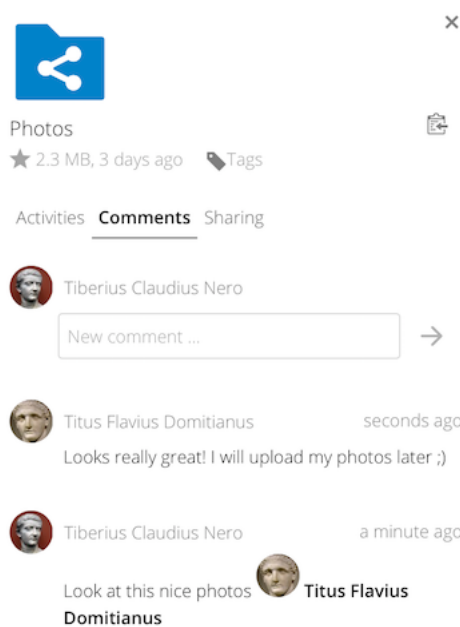 Photos
2.3 MB, 3 days ago Tags
Activities Comments Sharing
Tiberius Claudius Nero
New comment ...
Titus Flavius Domitianus seconds ago
Looks really great! I will upload my photos later ;)
Tiberius Claudius Nero a minute ago
Look at this nice photos Titus Flavius
Domitianus